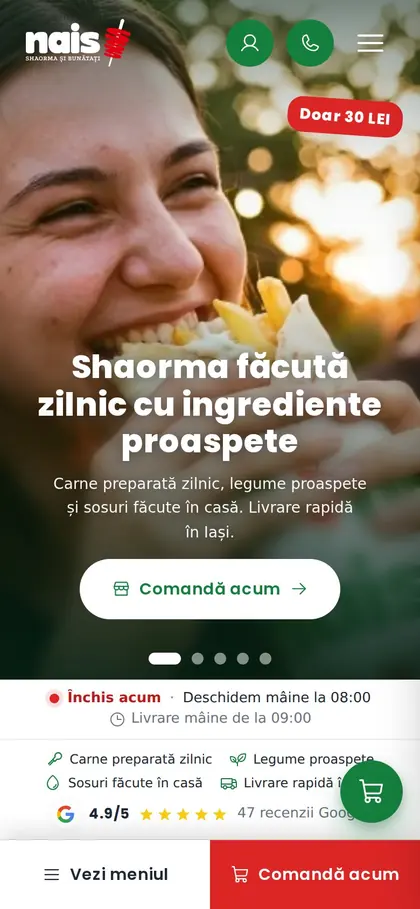 nais
SHAORMA ȘI BUNĂTĂȚI
Doar 30 LEI
Shaorma făcută
zilnic cu ingrediente
proaspete
Carne preparată zilnic, legume proaspete
și sosuri făcute în casă. Livrare rapidă
în Iași.
Comandă acum
Închis acum · Deschidem mâine la 08:00
Livrare mâine de la 09:00
Carne preparată zilnic Legume proaspete
Sosuri făcute în casă Livrare rapidă
4.9/5 47 recenzii
Vezi meniul Comandă acum